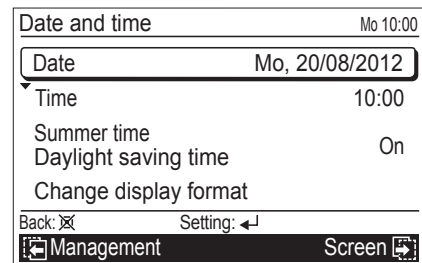 Date and time Mo 10:00
Date Mo, 20/08/2012
Time 10:00
Summer time
Daylight saving time On
Change display format
Back: Setting:
Management Screen